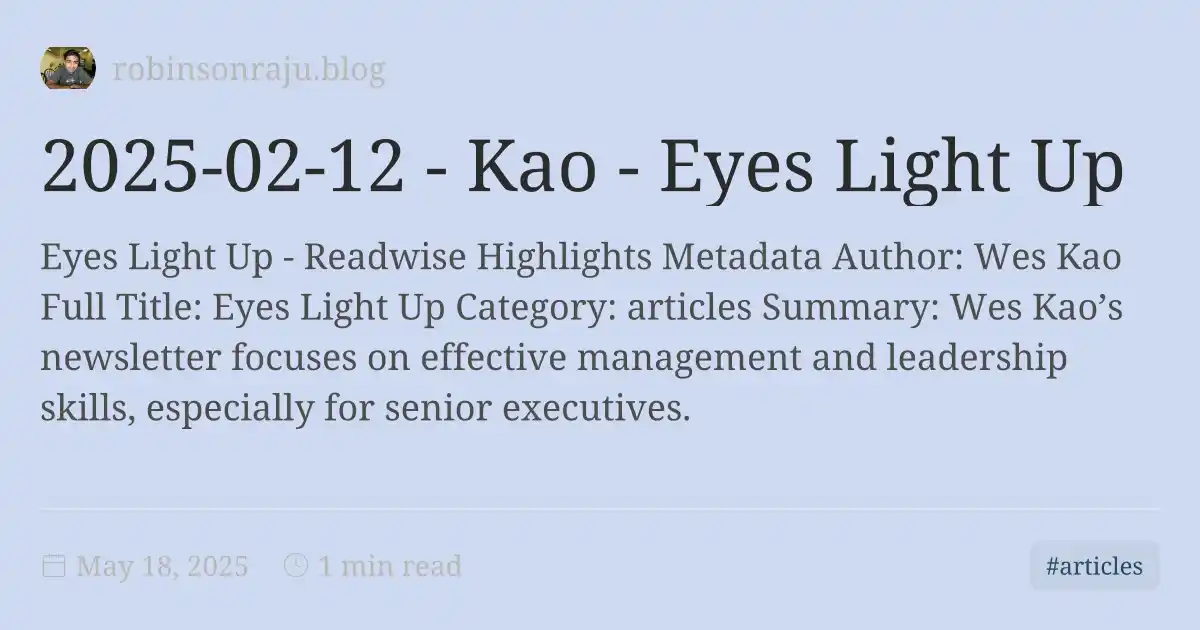 robinsonraju.blog
2025-02-12 - Kao - Eyes Light Up
Eyes Light Up - Readwise Highlights Metadata Author: Wes Kao
Full Title: Eyes Light Up Category: articles Summary: Wes Kao’s
newsletter focuses on effective management and leadership
skills, especially for senior executives.
May 18, 2025 1 min read #articles